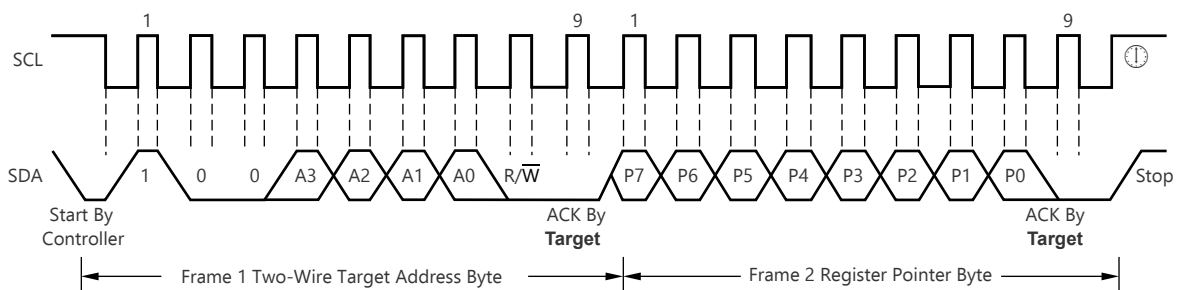 1 9 1 9
SCL
SDA 1 0 0 A3 A2 A1 A0 R/W̅ P7 P6 P5 P4 P3 P2 P1 P0 Stop
Start By ACK By ACK By
Controller Target Target
Frame 1 Two-Wire Target Address Byte Frame 2 Register Pointer Byte